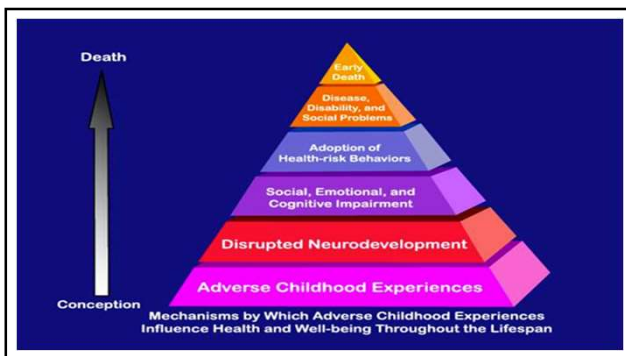 Death
Early
Death
Disease,
Disability, and
Social Problems
Adoption of
Health-risk Behaviors
Social, Emotional, and
Cognitive Impairment
Disrupted Neurodevelopment
Adverse Childhood Experiences
Conception
Mechanisms by Which Adverse Childhood Experiences
Influence Health and Well-being Throughout the Lifespan